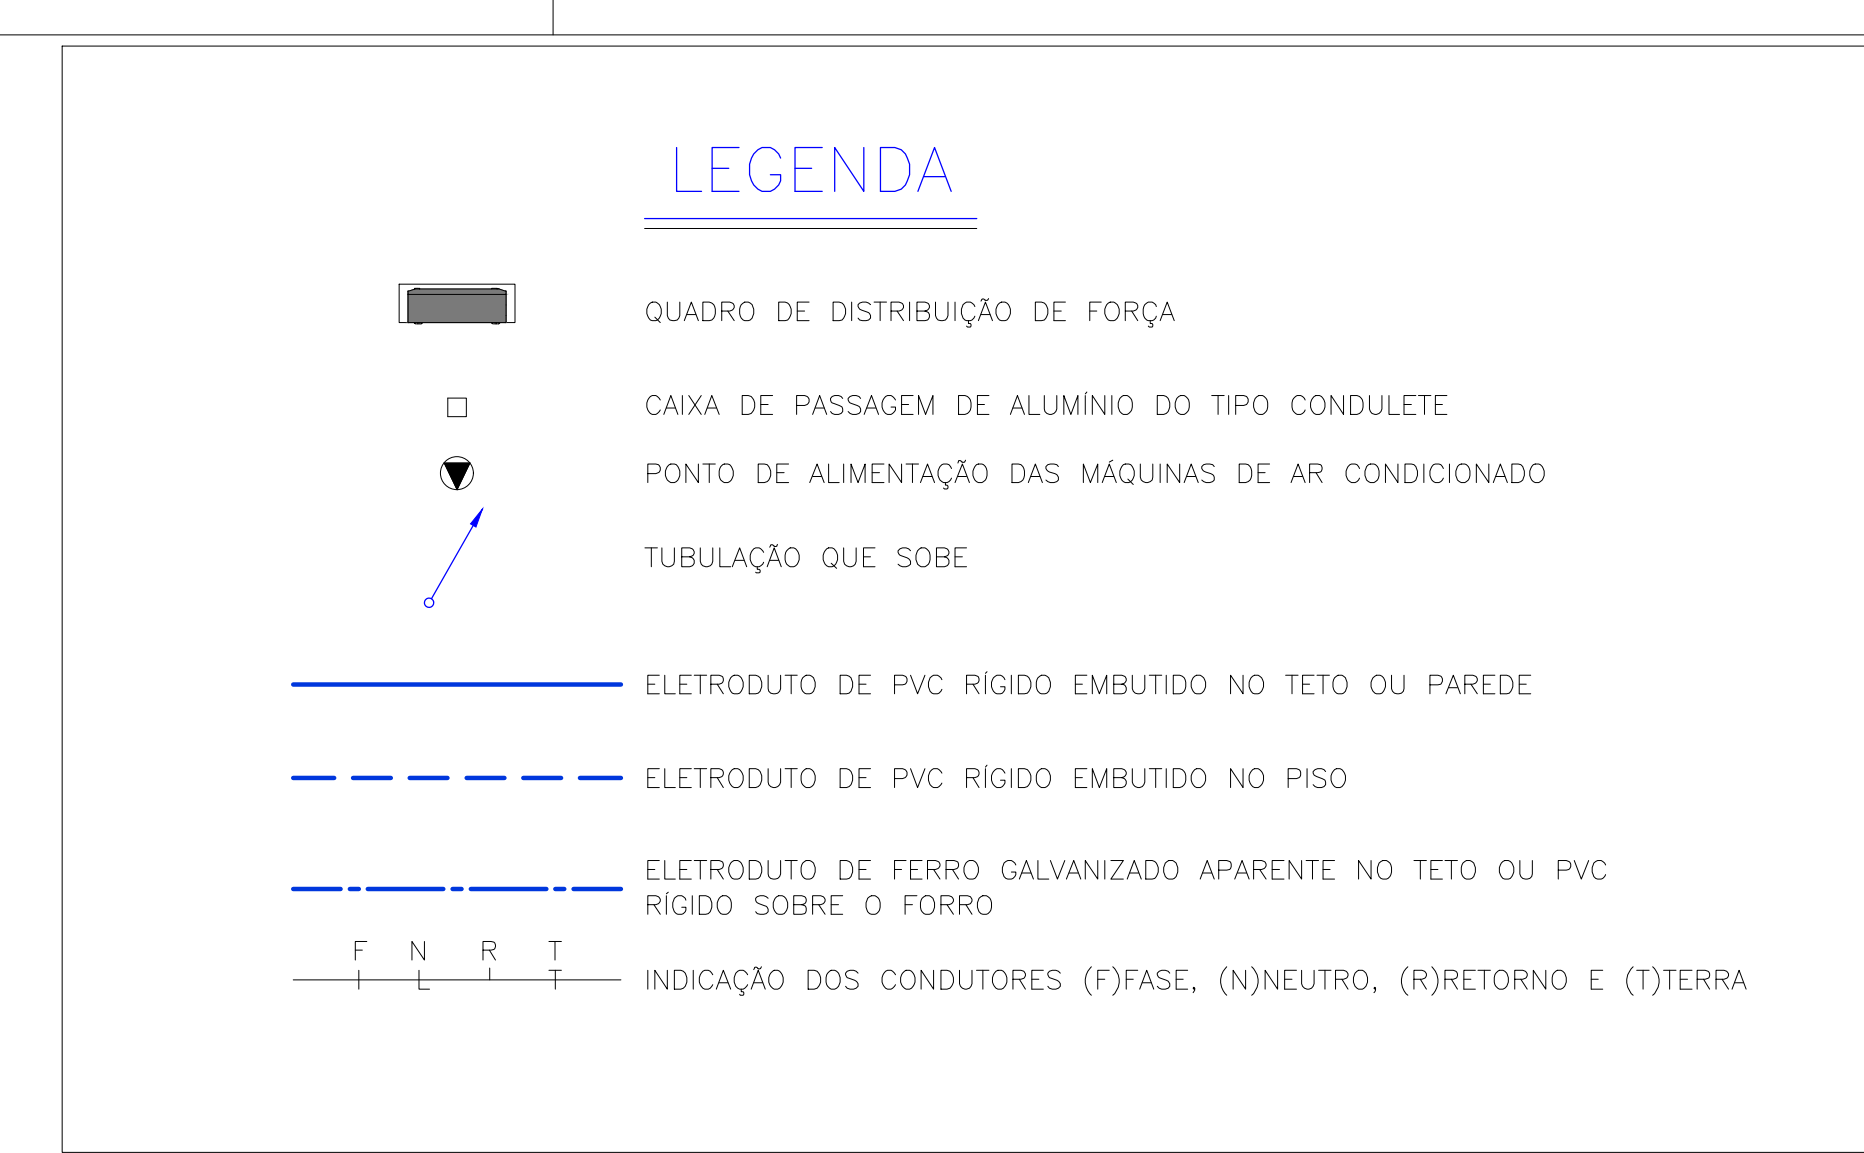 LEGENDA
QUADRO DE DISTRIBUIÇÃO DE FORÇA
CAIXA DE PASSAGEM DE ALUMÍNIO DO TIPO CONDULETE
PONTO DE ALIMENTAÇÃO DAS MÁQUINAS DE AR CONDICIONADO
TUBULAÇÃO QUE SOBE
ELETRODUTO DE PVC RÍGIDO EMBUTIDO NO TETO OU PAREDE
ELETRODUTO DE PVC RÍGIDO EMBUTIDO NO PISO
ELETRODUTO DE FERRO GALVANIZADO APARENTE NO TETO OU PVC
RÍGIDO SOBRE O FORRO
F N R T
INDICAÇÃO DOS CONDUTORES (F)FASE, (N)NEUTRO, (R)RETORNO E (T)TERRA